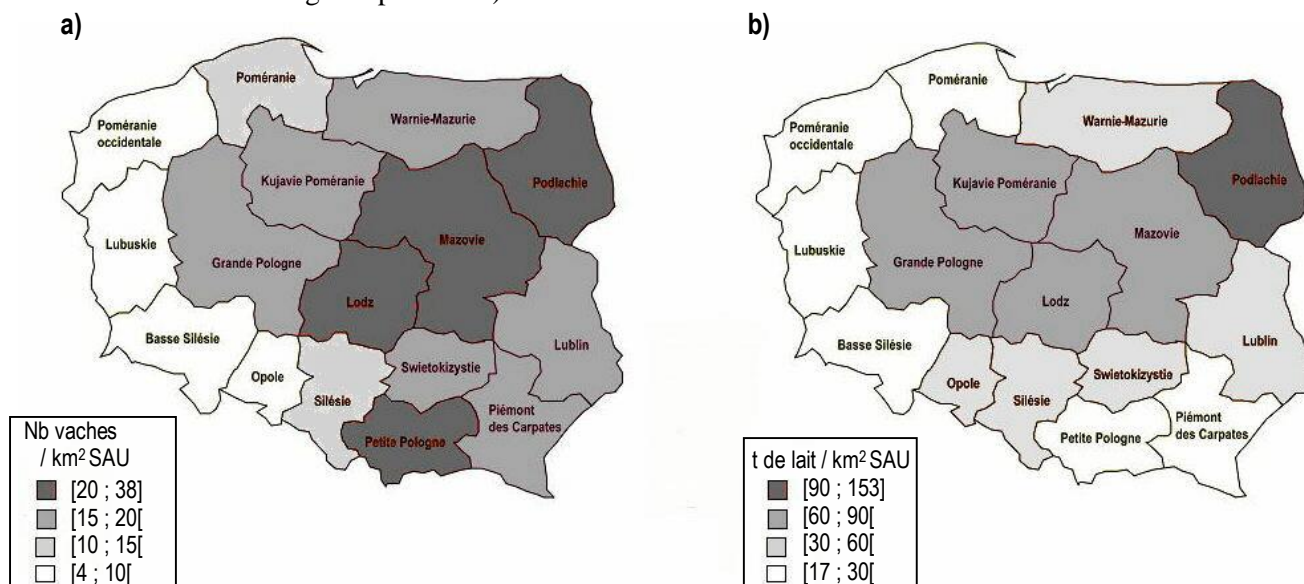 a)
Poméranie
Poméranie
occidentale
Warnie-Mazurie
Podlachie
Kujavie Poméranie
Mazovie
Lubuskie
Grande Pologne
Lodz
Basse Silésie
Lublin
Opole
Swietokizystie
Silésie
Piémont
des Carpates
Petite Pologne
Nb vaches
/ km² SAU
[20 ; 38]
[15 ; 20[
[10 ; 15[
[4 ; 10[
b)
Poméranie
Poméranie
occidentale
Warnie-Mazurie
Podlachie
Kujavie Poméranie
Mazovie
Lubuskie
Grande Pologne
Lodz
Basse Silésie
Lublin
Opole
Swietokizystie
Silésie
Piémont
des Carpates
Petite Pologne
t de lait / km² SAU
[90 ; 153]
[60 ; 90[
[30 ; 60[
[17 ; 30[